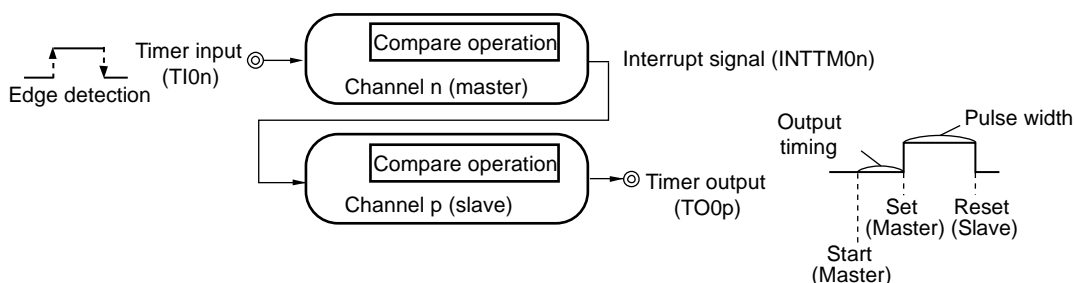 Compare operation
Timer input
(TI0n)
Edge detection
Channel n (master)
Interrupt signal (INTTM0n)
Compare operation
Channel p (slave)
Timer output
(TO0p)
Output
timing
Pulse width
Set
(Master)
Reset
(Slave)
Start
(Master)